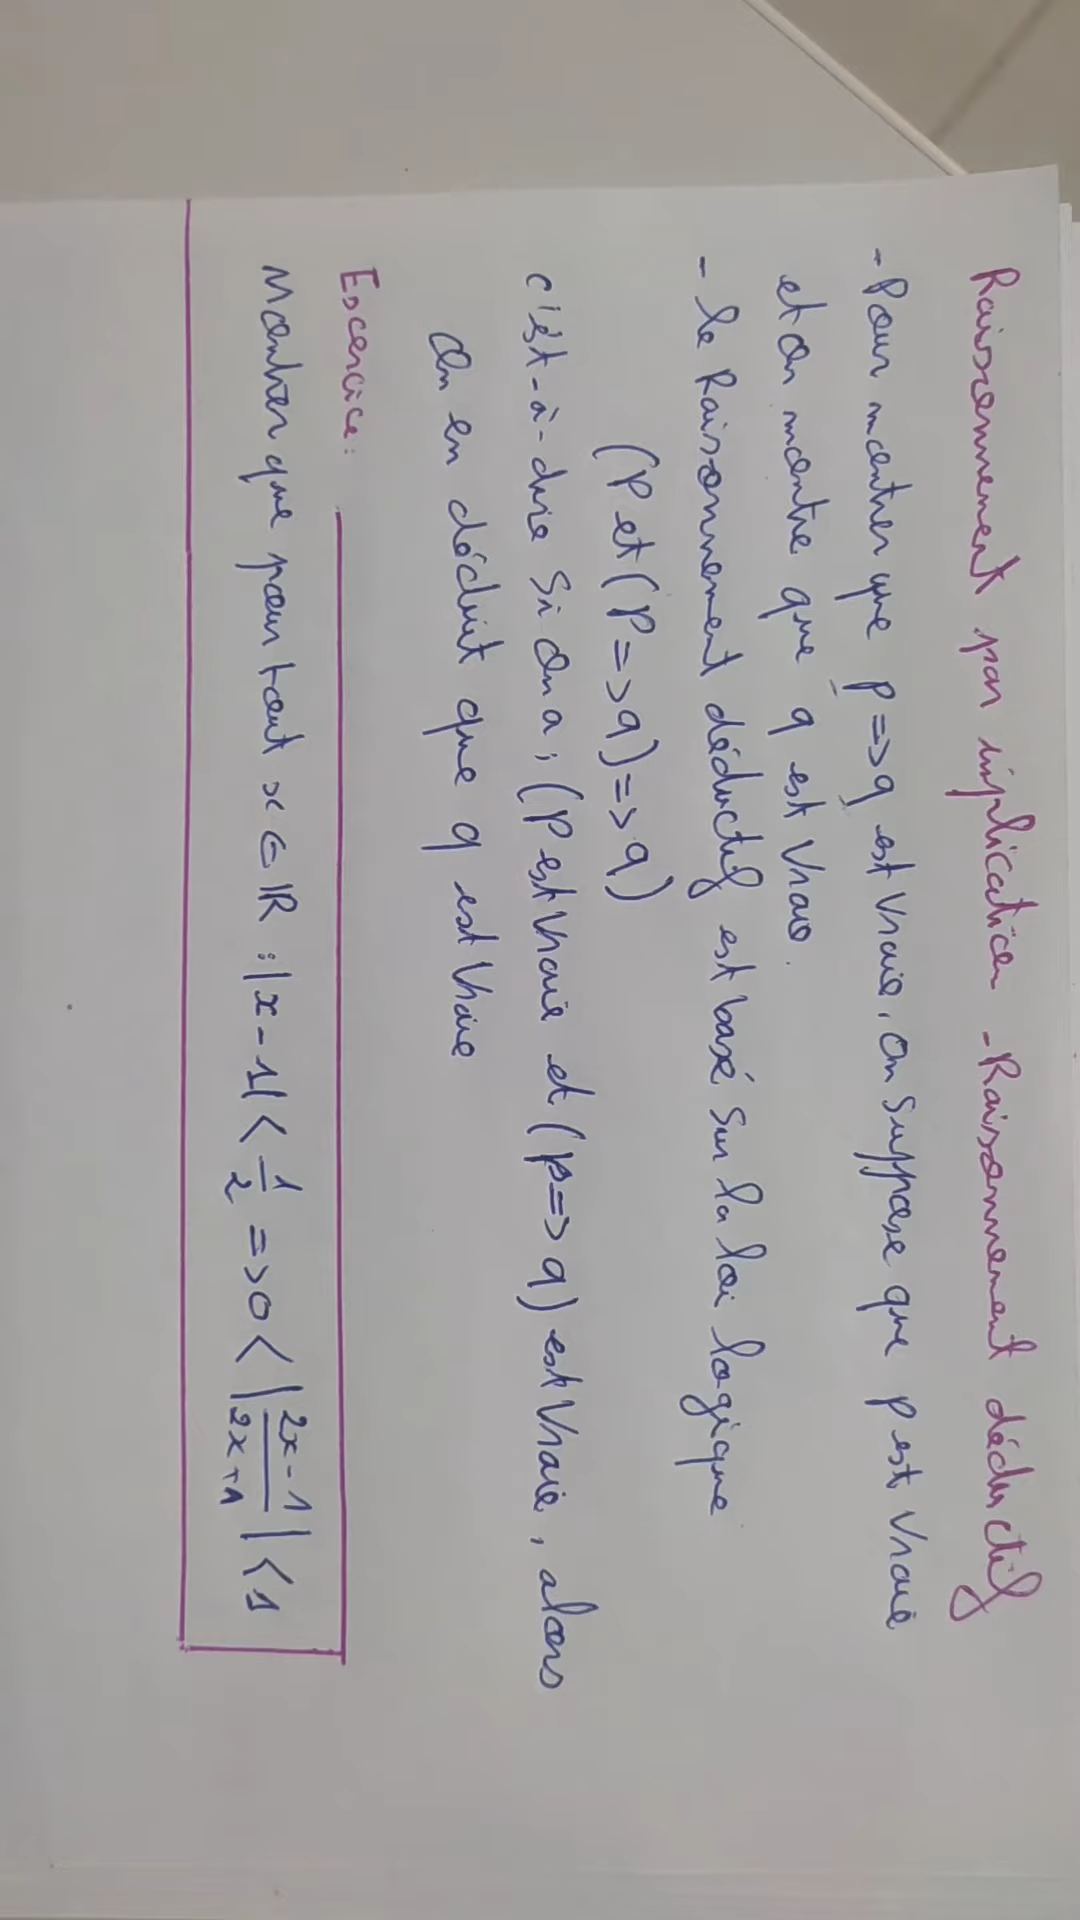 Raisonnement par implication - Raisonnement déductif
- Pour montrer que p => q est Vraie, on suppose que p est Vraie
et on montre que q est Vraie.
- le Raisonnement déductif est basé sur la loi logique
(P et (P => q) => q)
c'est-à-dire Si on a ; (P est Vraie et (p => q) est Vraie, alors
on en déduit que q est Vraie
Exercice :
Montrer que pour tout x ∈ ℝ : |x - 1| < 1/2 => 0 < |(2x - 1)/(2x + 1)| < 1